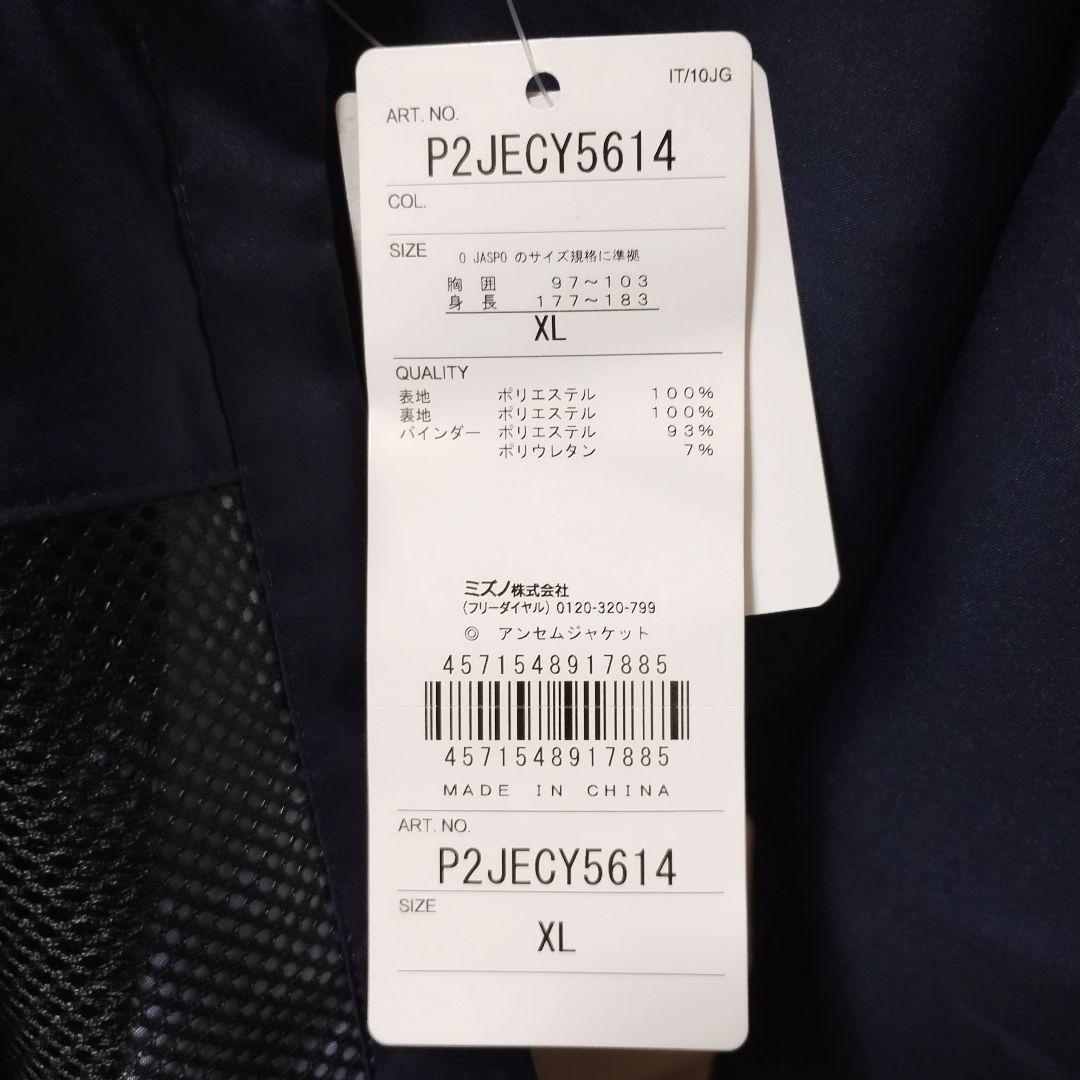 IT/10JG
ART. NO.
P2JECY5614
COL.
SIZE
O JASPO のサイズ規格に準拠
胸 囲 97～103
身 長 177～183
XL
QUALITY
表地 ポリエステル 100%
裏地 ポリエステル 100%
バインダー ポリエステル 93%
ポリウレタン 7%
ミズノ株式会社
(フリーダイヤル) 0120-320-799
◎ アンセムジャケット
4571548917885
4571548917885
MADE IN CHINA
ART. NO.
P2JECY5614
SIZE
XL